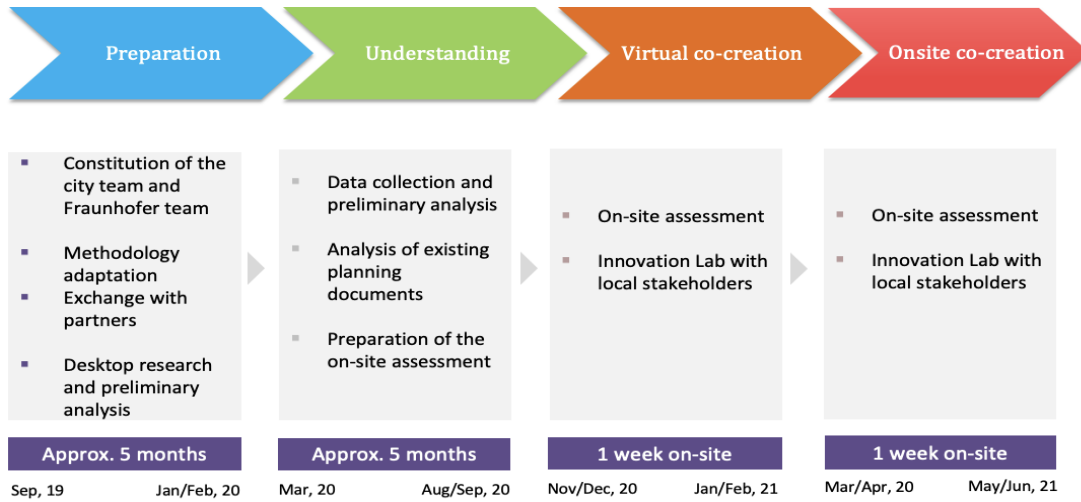 Preparation
Understanding
Virtual co-creation
Onsite co-creation
Constitution of the
city team and
Fraunhofer team
Methodology
adaptation
Exchange with
partners
Desktop research
and preliminary
analysis
Data collection and
preliminary analysis
Analysis of existing
planning
documents
Preparation of the
on-site assessment
On-site assessment
Innovation Lab with
local stakeholders
On-site assessment
Innovation Lab with
local stakeholders
Approx. 5 months
Approx. 5 months
1 week on-site
1 week on-site
Sep, 19
Jan/Feb, 20
Mar, 20
Aug/Sep, 20
Nov/Dec, 20
Jan/Feb, 21
Mar/Apr, 20
May/Jun, 21